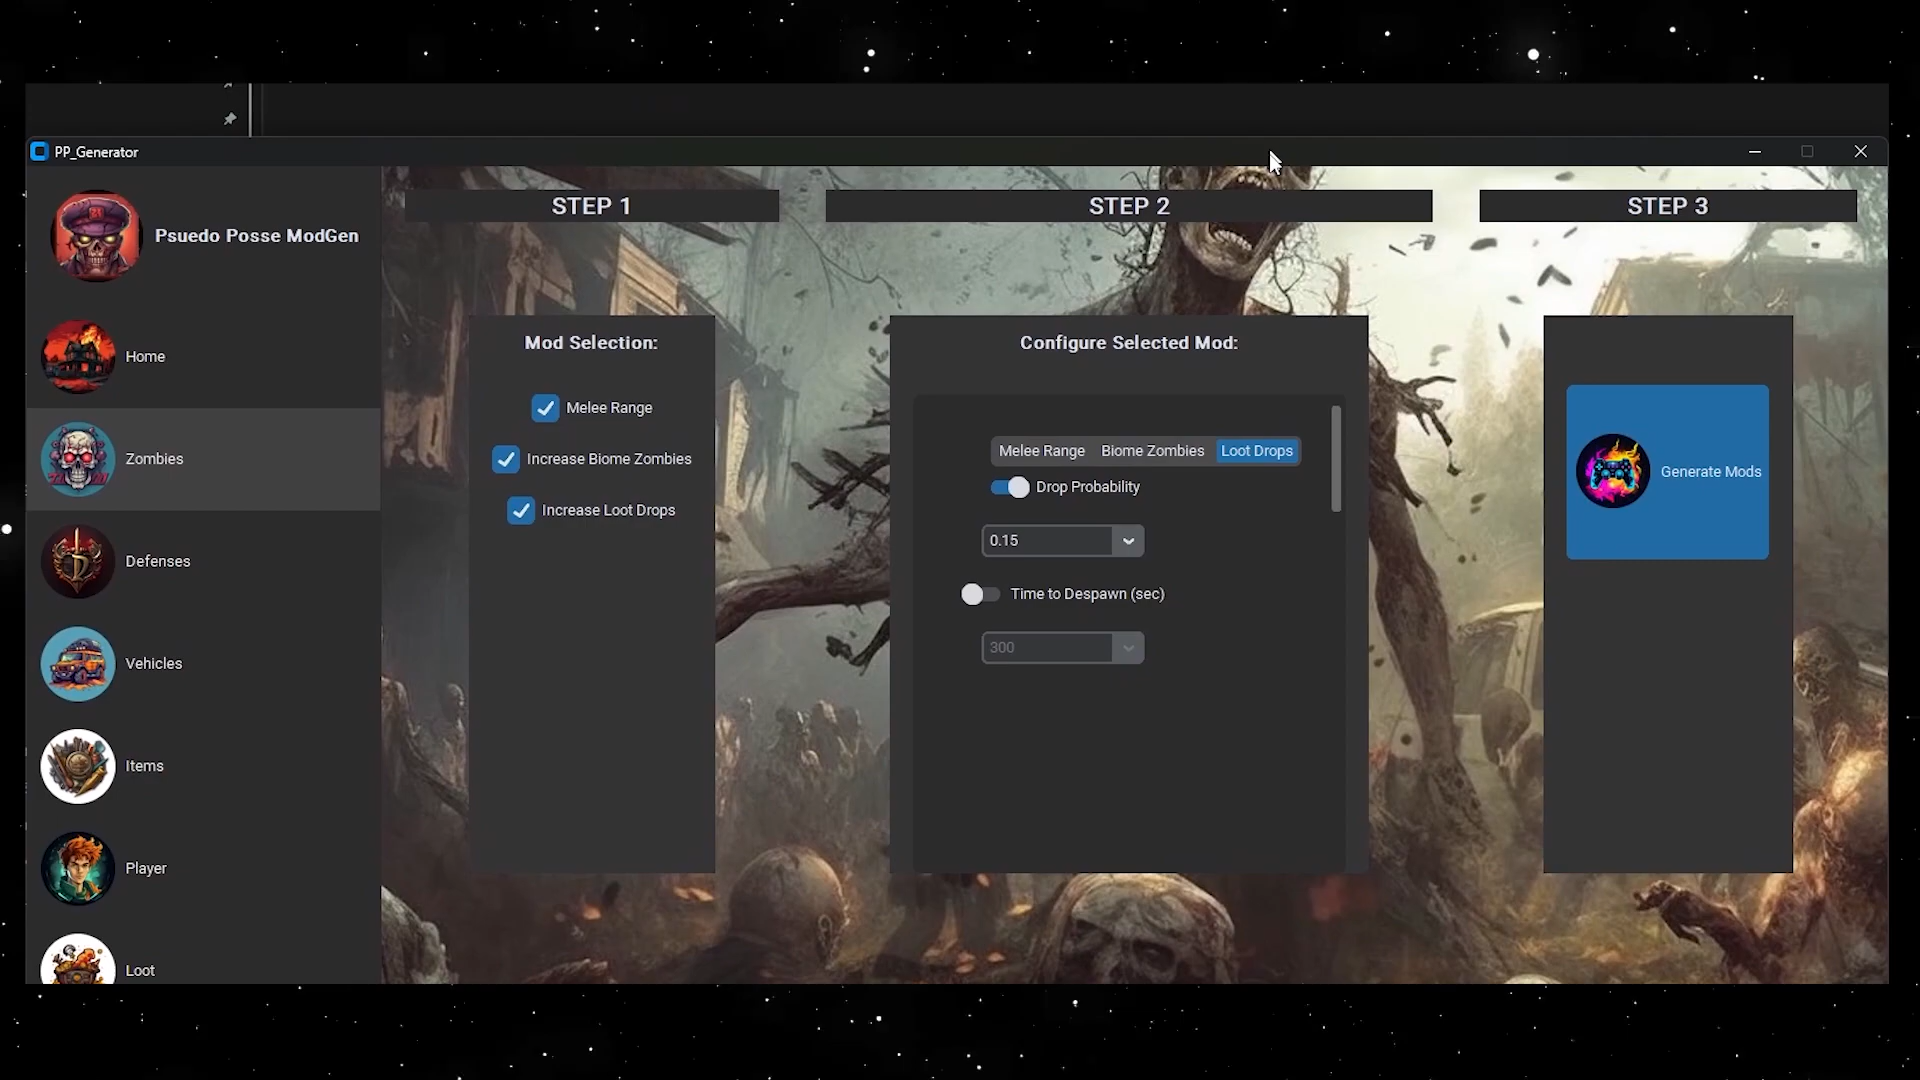 PP_Generator
Psuedo Posse ModGen
Home
Zombies
Defenses
Vehicles
Items
Player
Loot
STEP 1
Mod Selection:
Melee Range
Increase Biome Zombies
Increase Loot Drops
STEP 2
Configure Selected Mod:
Melee Range Biome Zombies Loot Drops
Drop Probability
0.15
Time to Despawn (sec)
300
STEP 3
Generate Mods